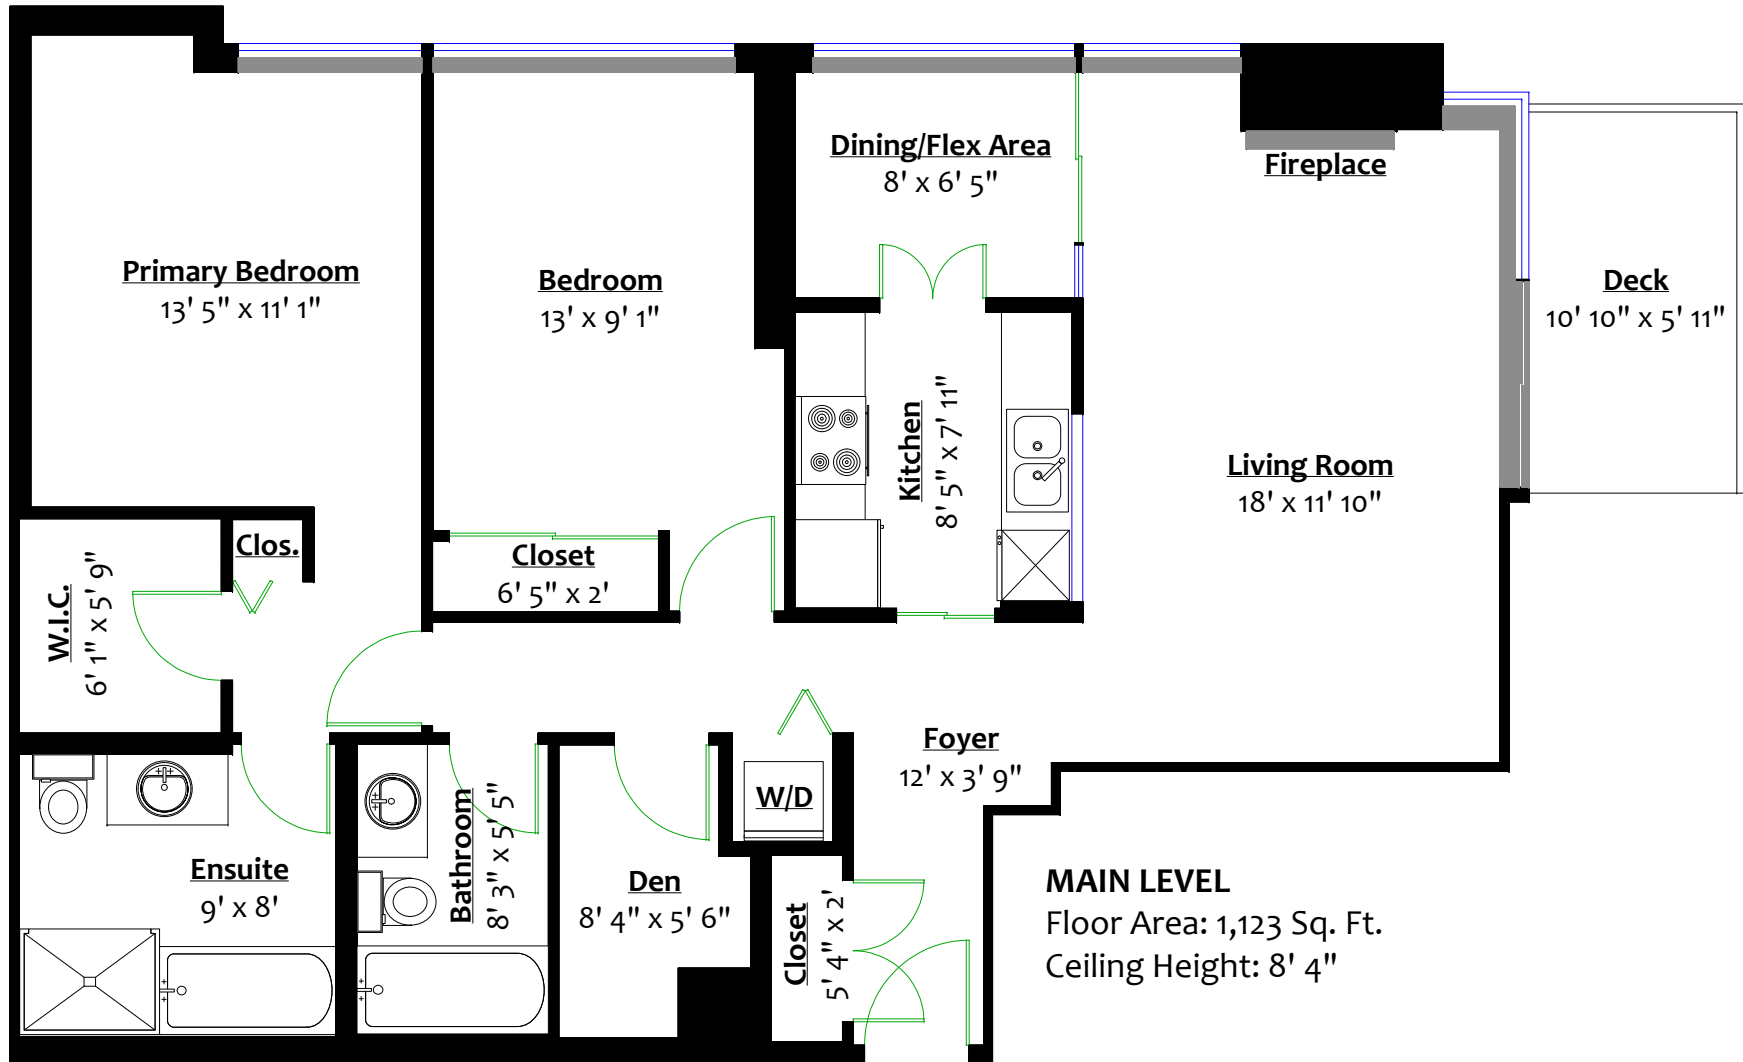 Dining/Flex Area
8' x 6' 5"
Fireplace
Primary Bedroom
13' 5" x 11' 1"
Bedroom
13' x 9' 1"
Deck
10' 10" x 5' 11"
Kitchen
8' 5" x 7' 11"
Living Room
18' x 11' 10"
Clos.
Closet
6' 5" x 2'
W.I.C.
6' 1" x 5' 9"
Foyer
12' x 3' 9"
W/D
Ensuite
9' x 8'
Bathroom
8' 3" x 5' 5"
Den
8' 4" x 5' 6"
Closet
5' 4" x 2'
MAIN LEVEL
Floor Area: 1,123 Sq. Ft.
Ceiling Height: 8' 4"